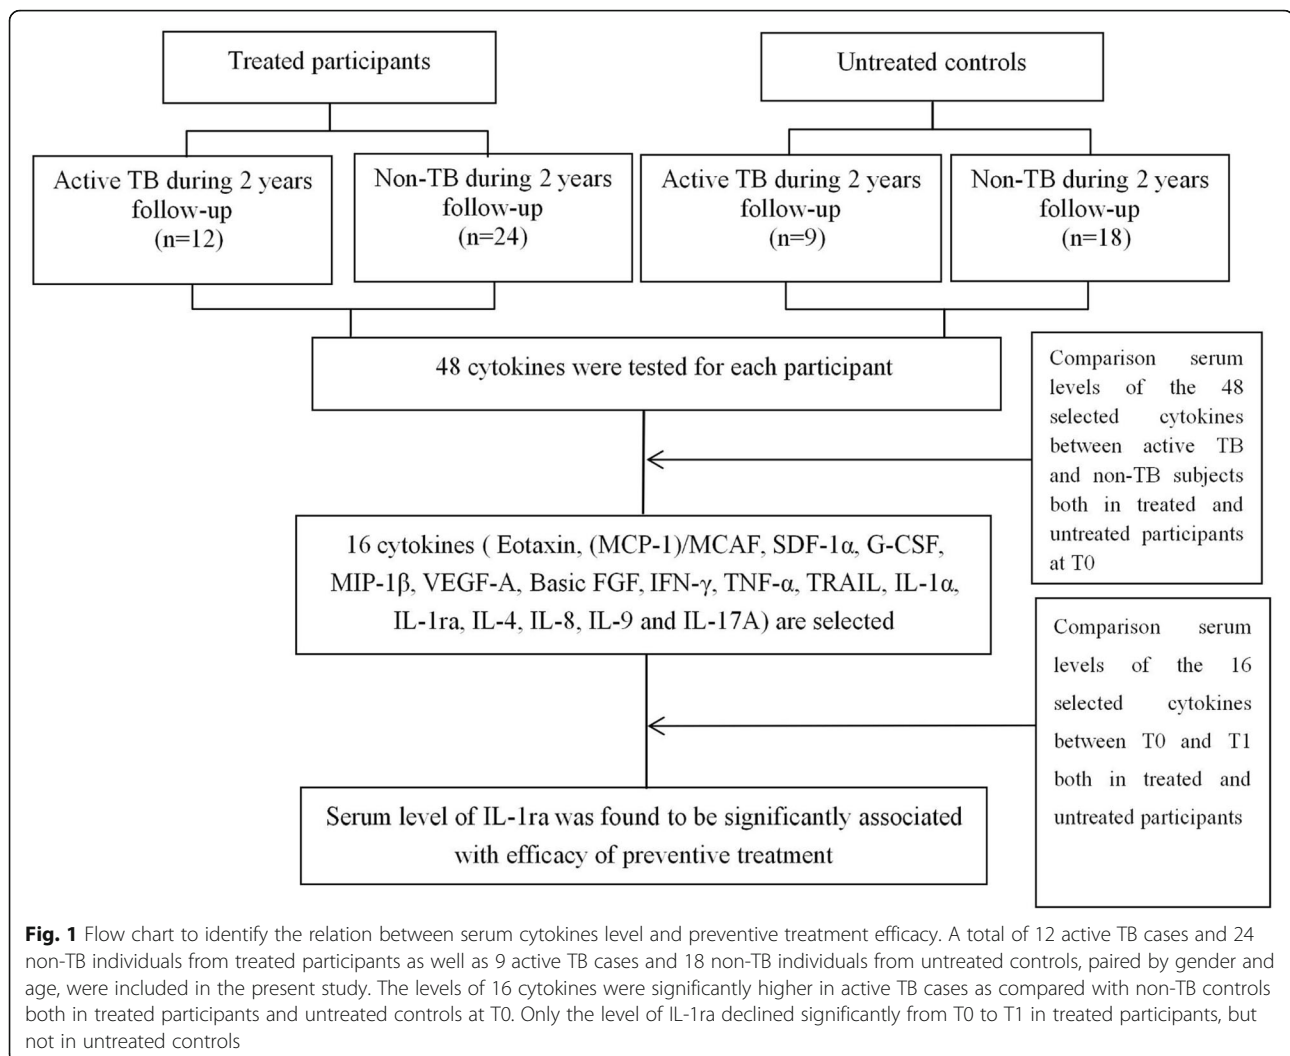 Treated participants
Untreated controls
Active TB during 2 years
follow-up
(n=12)
Non-TB during 2 years
follow-up
(n=24)
Active TB during 2 years
follow-up
(n=9)
Non-TB during 2 years
follow-up
(n=18)
48 cytokines were tested for each participant
Comparison serum
levels of the 48
selected cytokines
between active TB
and non-TB subjects
both in treated and
untreated participants
at T0
16 cytokines ( Eotaxin, (MCP-1)/MCAF, SDF-1α, G-CSF,
MIP-1β, VEGF-A, Basic FGF, IFN-γ, TNF-α, TRAIL, IL-1α,
IL-1ra, IL-4, IL-8, IL-9 and IL-17A) are selected
Comparison serum
levels of the 16
selected cytokines
between T0 and T1
both in treated and
untreated participants
Serum level of IL-1ra was found to be significantly associated
with efficacy of preventive treatment
Fig. 1 Flow chart to identify the relation between serum cytokines level and preventive treatment efficacy. A total of 12 active TB cases and 24
non-TB individuals from treated participants as well as 9 active TB cases and 18 non-TB individuals from untreated controls, paired by gender and
age, were included in the present study. The levels of 16 cytokines were significantly higher in active TB cases as compared with non-TB controls
both in treated participants and untreated controls at T0. Only the level of IL-1ra declined significantly from T0 to T1 in treated participants, but
not in untreated controls